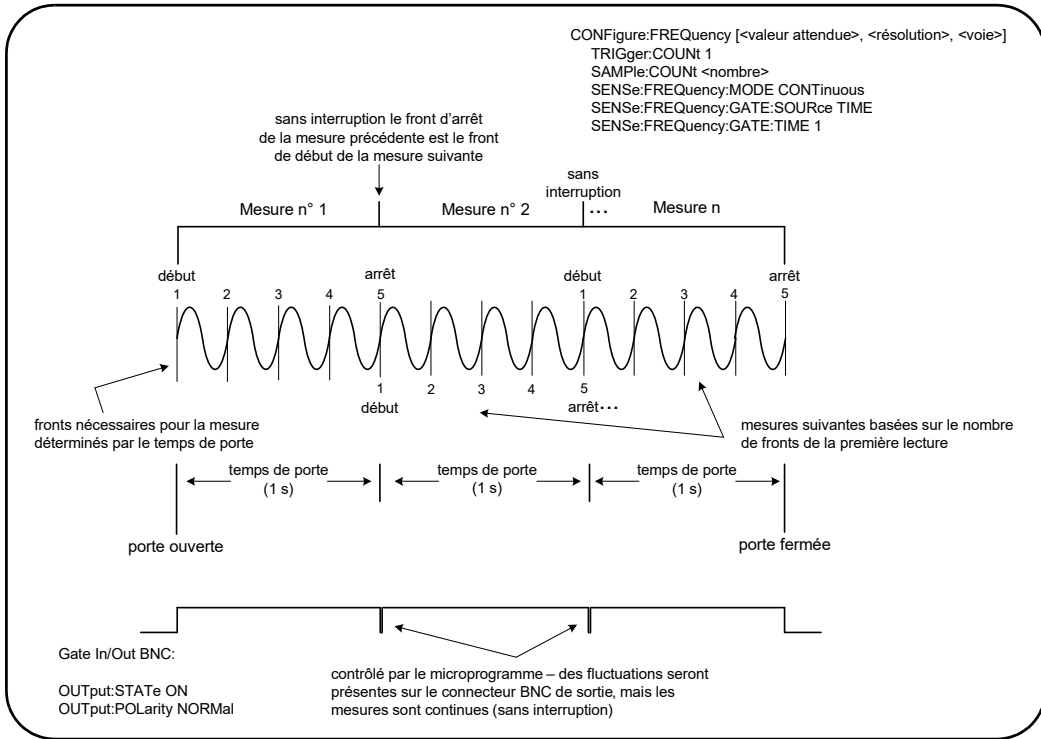 CONFigure:FREQuency [<valeur attendue>, <résolution>, <voie>]
TRIGger:COUNt 1
SAMPle:COUNt <nombre>
SENSe:FREQuency:MODE CONTinuous
SENSe:FREQuency:GATE:SOURce TIME
SENSe:FREQuency:GATE:TIME 1
sans interruption le front d'arrêt
de la mesure précédente est le front
de début de la mesure suivante
sans
interruption
Mesure n° 1
Mesure n° 2
...
Mesure n
début
arrêt
début
arrêt
1 2 3 4 5 1 2 3 4 5
1 2 3 4 5
début
arrêt...
fronts nécessaires pour la mesure
déterminés par le temps de porte
mesures suivantes basées sur le nombre
de fronts de la première lecture
temps de porte
(1 s)
temps de porte
(1 s)
temps de porte
(1 s)
porte ouverte
porte fermée
Gate In/Out BNC:
OUTput:STATe ON
OUTput:POLarity NORMal
contrôlé par le microprogramme – des fluctuations seront
présentes sur le connecteur BNC de sortie, mais les
mesures sont continues (sans interruption)